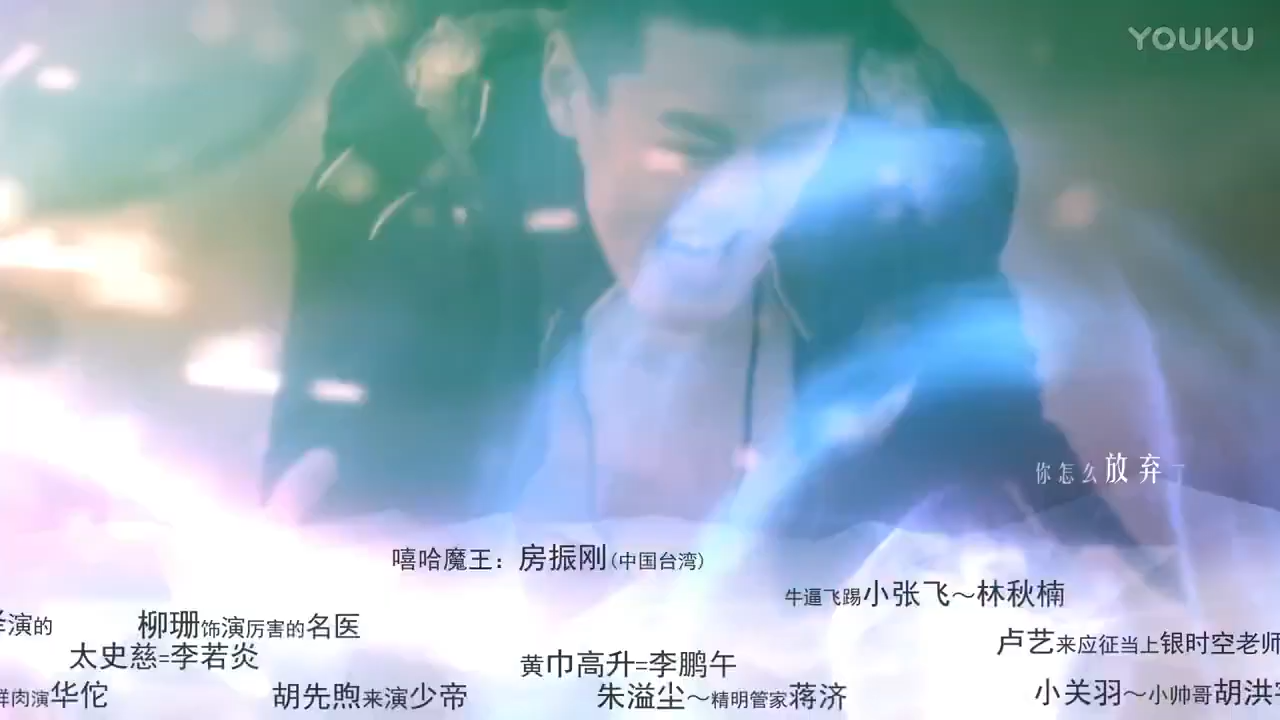 YOUKU
你怎么放弃了
嘻哈魔王：房振刚(中国台湾)
牛逼飞踢小张飞～林秋楠
演的
柳珊饰演厉害的名医
卢艺来应征当上银时空老师
太史慈=李若炎
黄巾高升=李鹏午
鲜肉演华佗
胡先煦来演少帝
朱溢尘～精明管家蒋济
小关羽～小帅哥胡洪